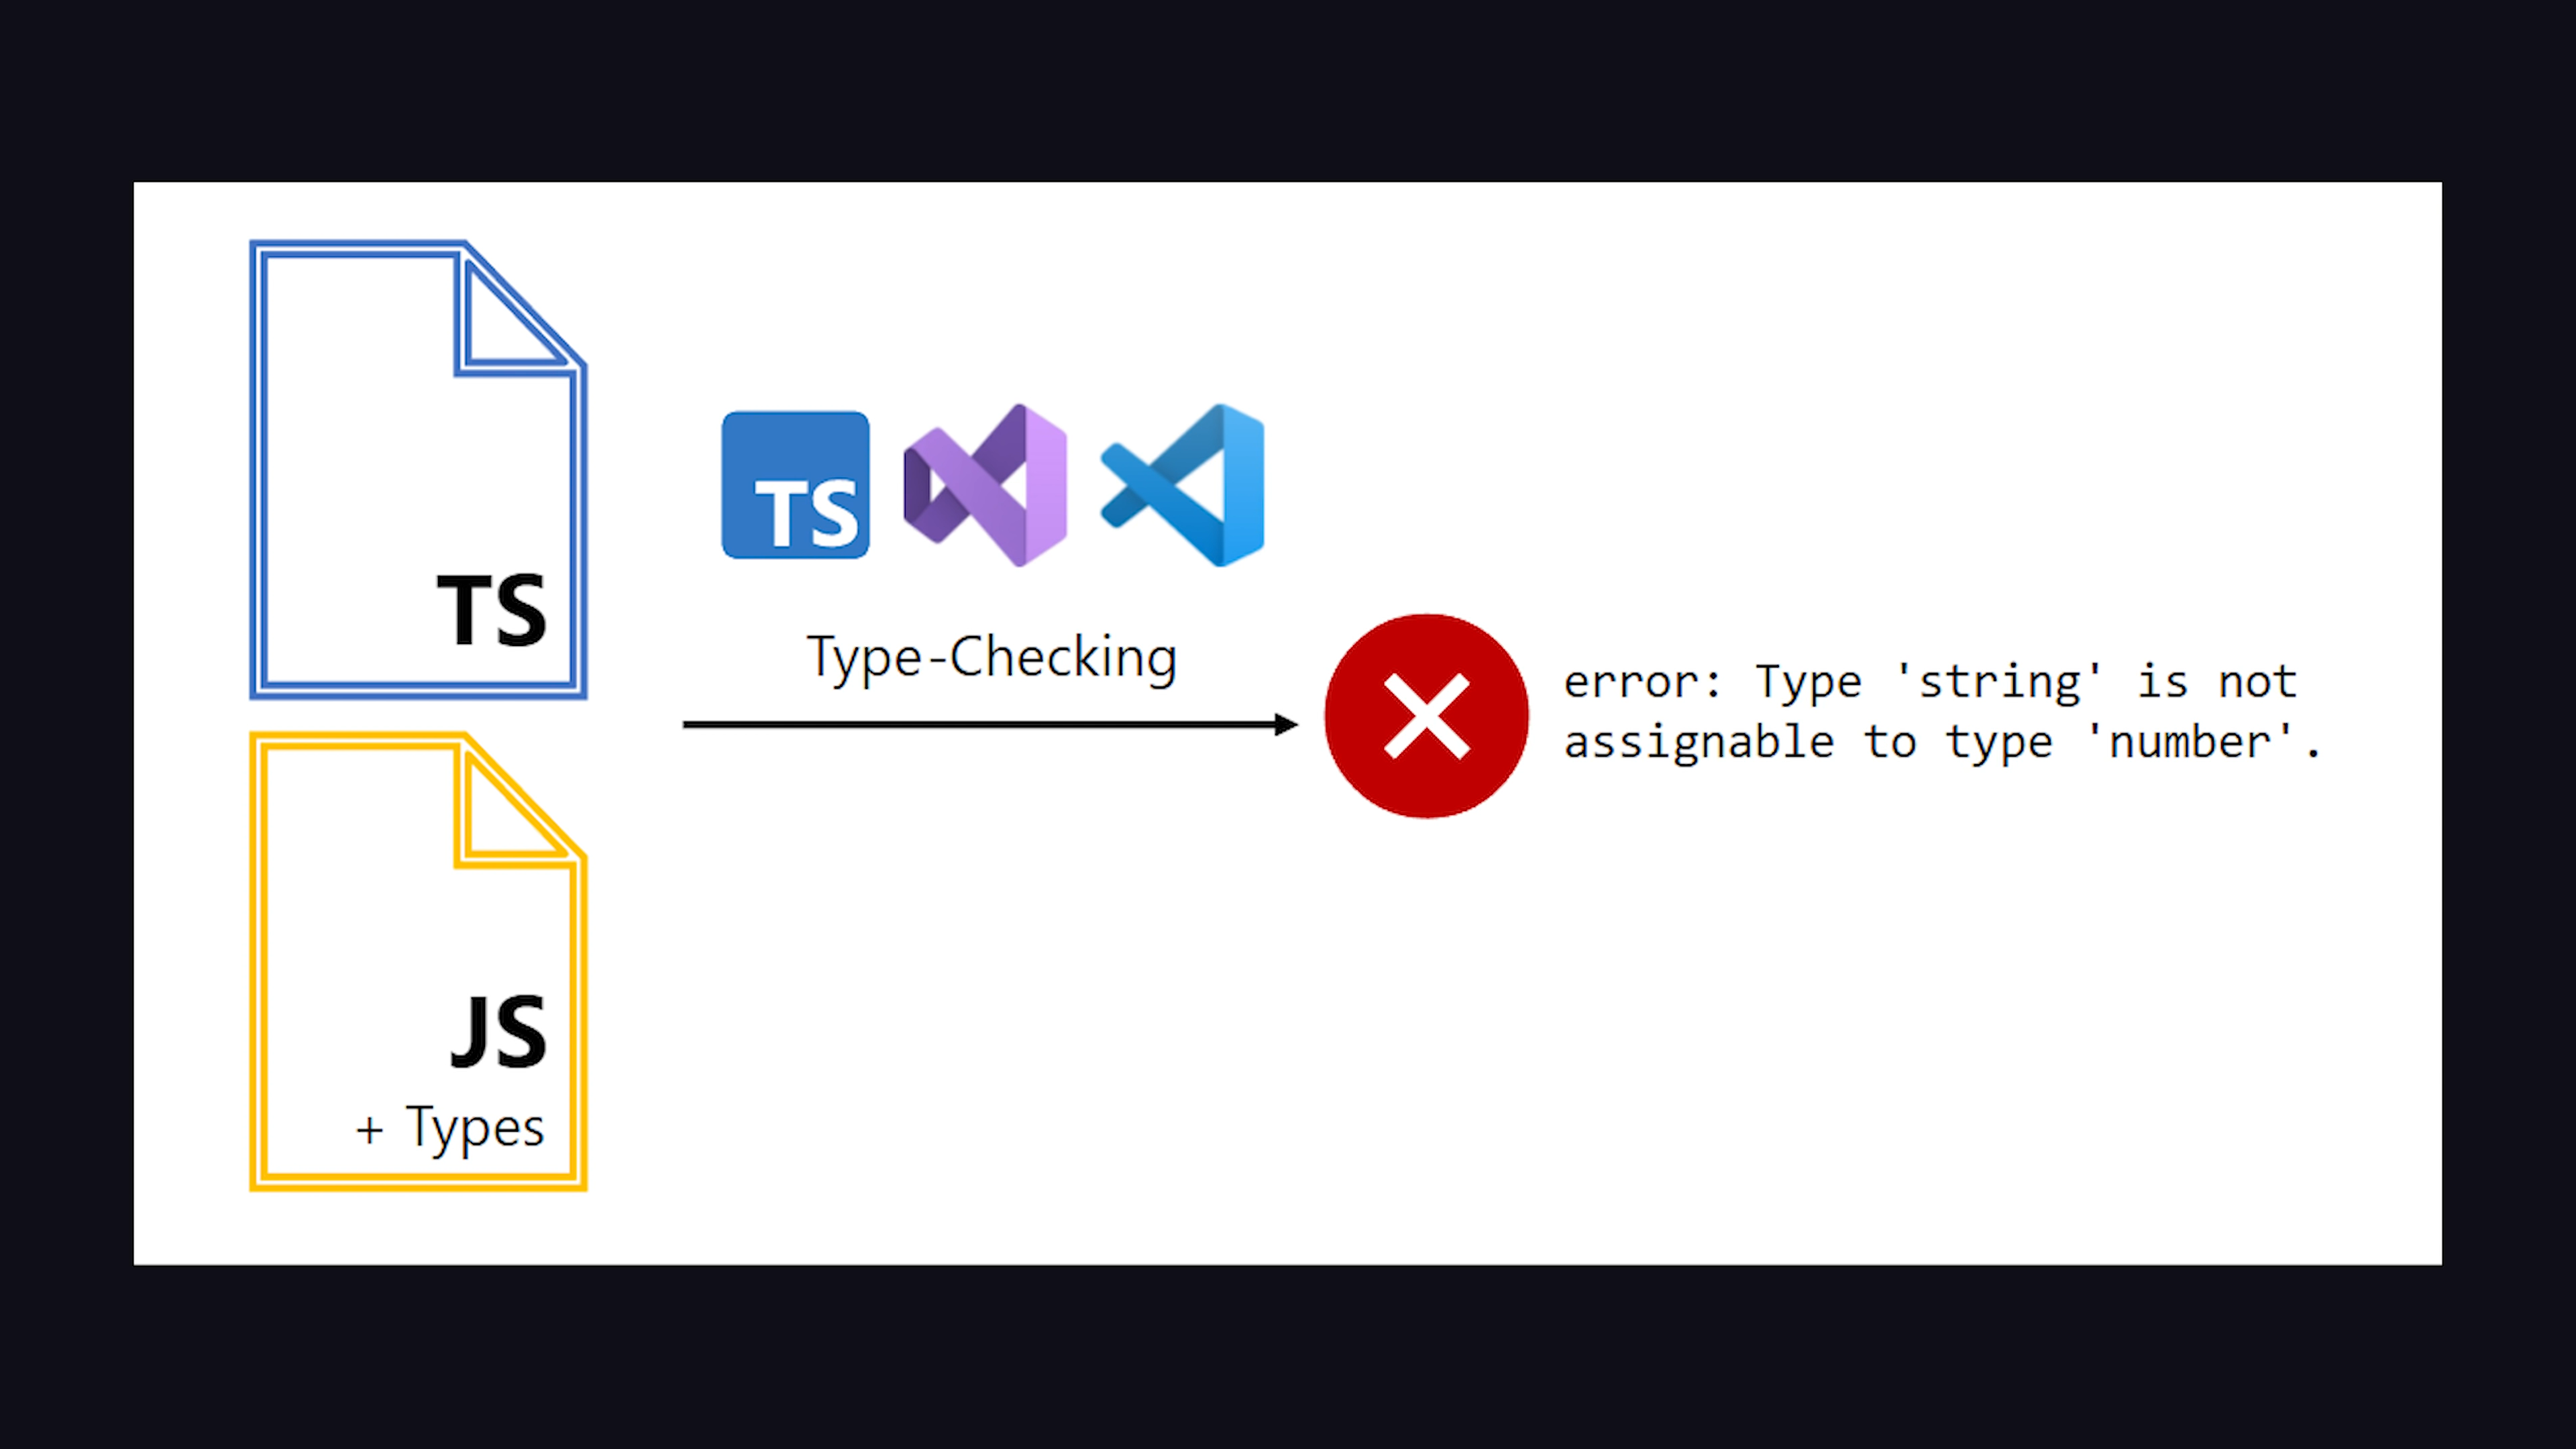 TS
TS
Type-Checking
error: Type 'string' is not
assignable to type 'number'.
JS
+ Types